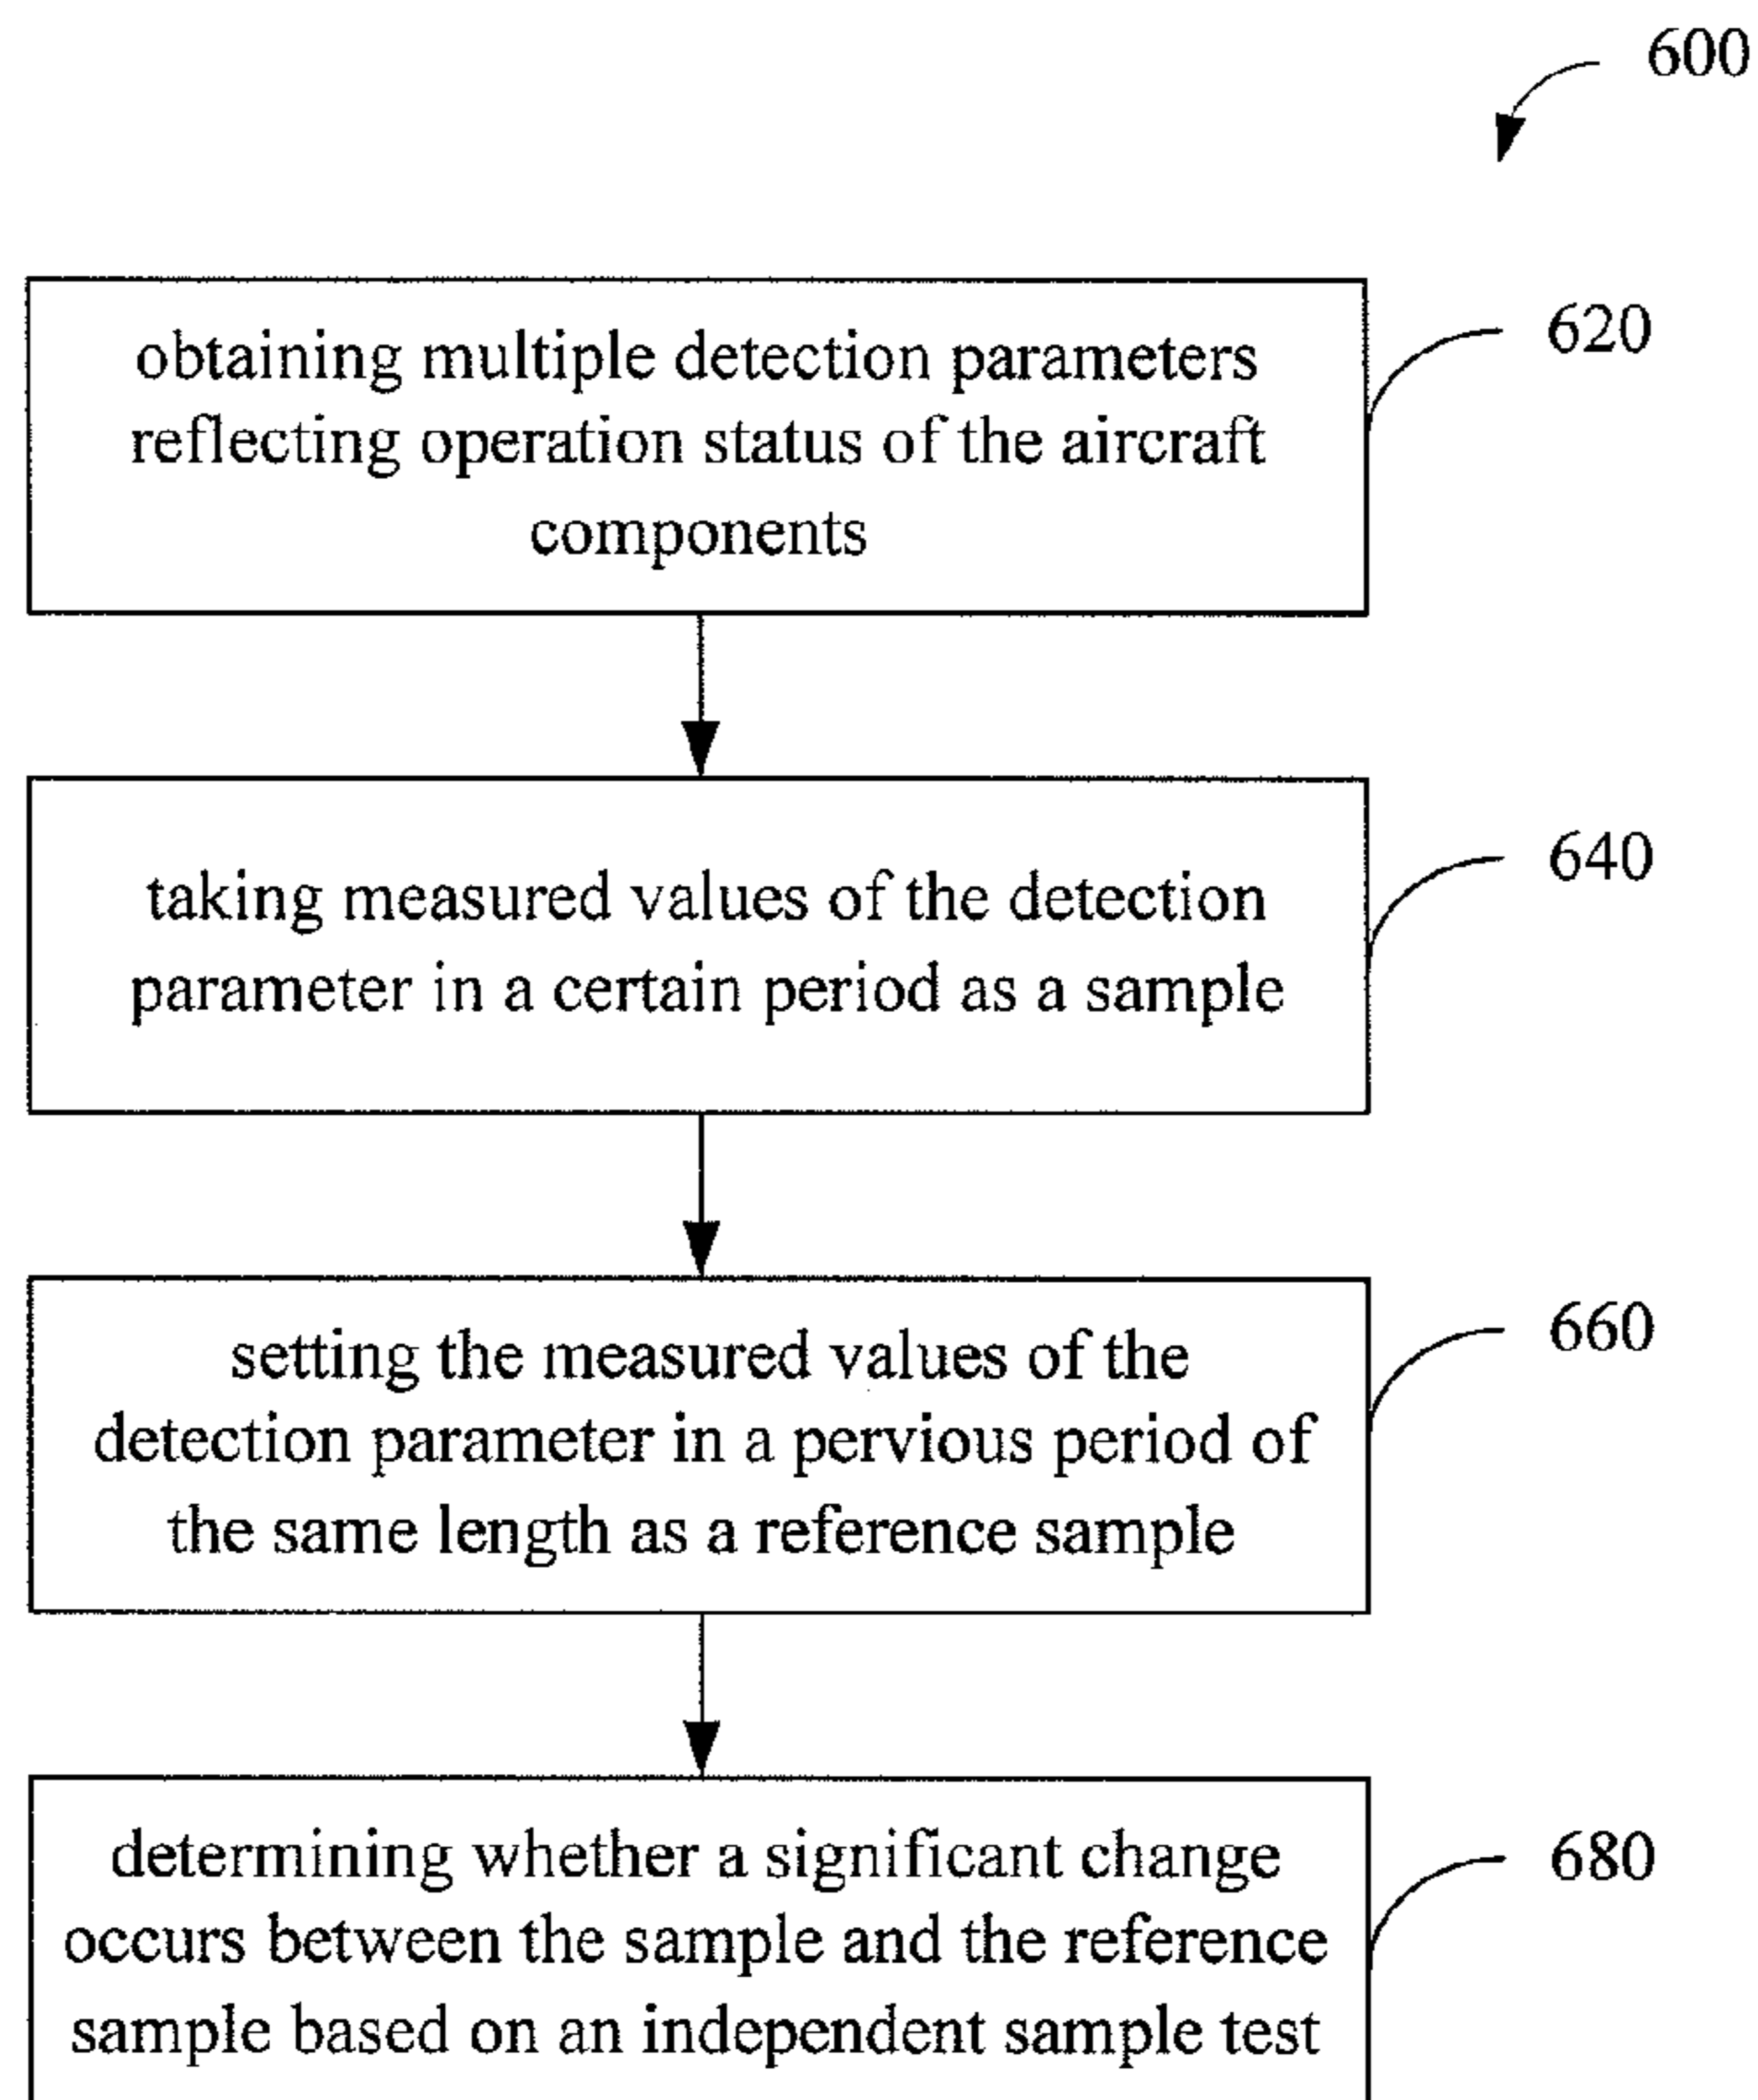 600
obtaining multiple detection parameters
reflecting operation status of the aircraft
components
620
taking measured values of the detection
parameter in a certain period as a sample
640
setting the measured values of the
detection parameter in a pervious period of
the same length as a reference sample
660
determining whether a significant change
occurs between the sample and the reference
sample based on an independent sample test
680